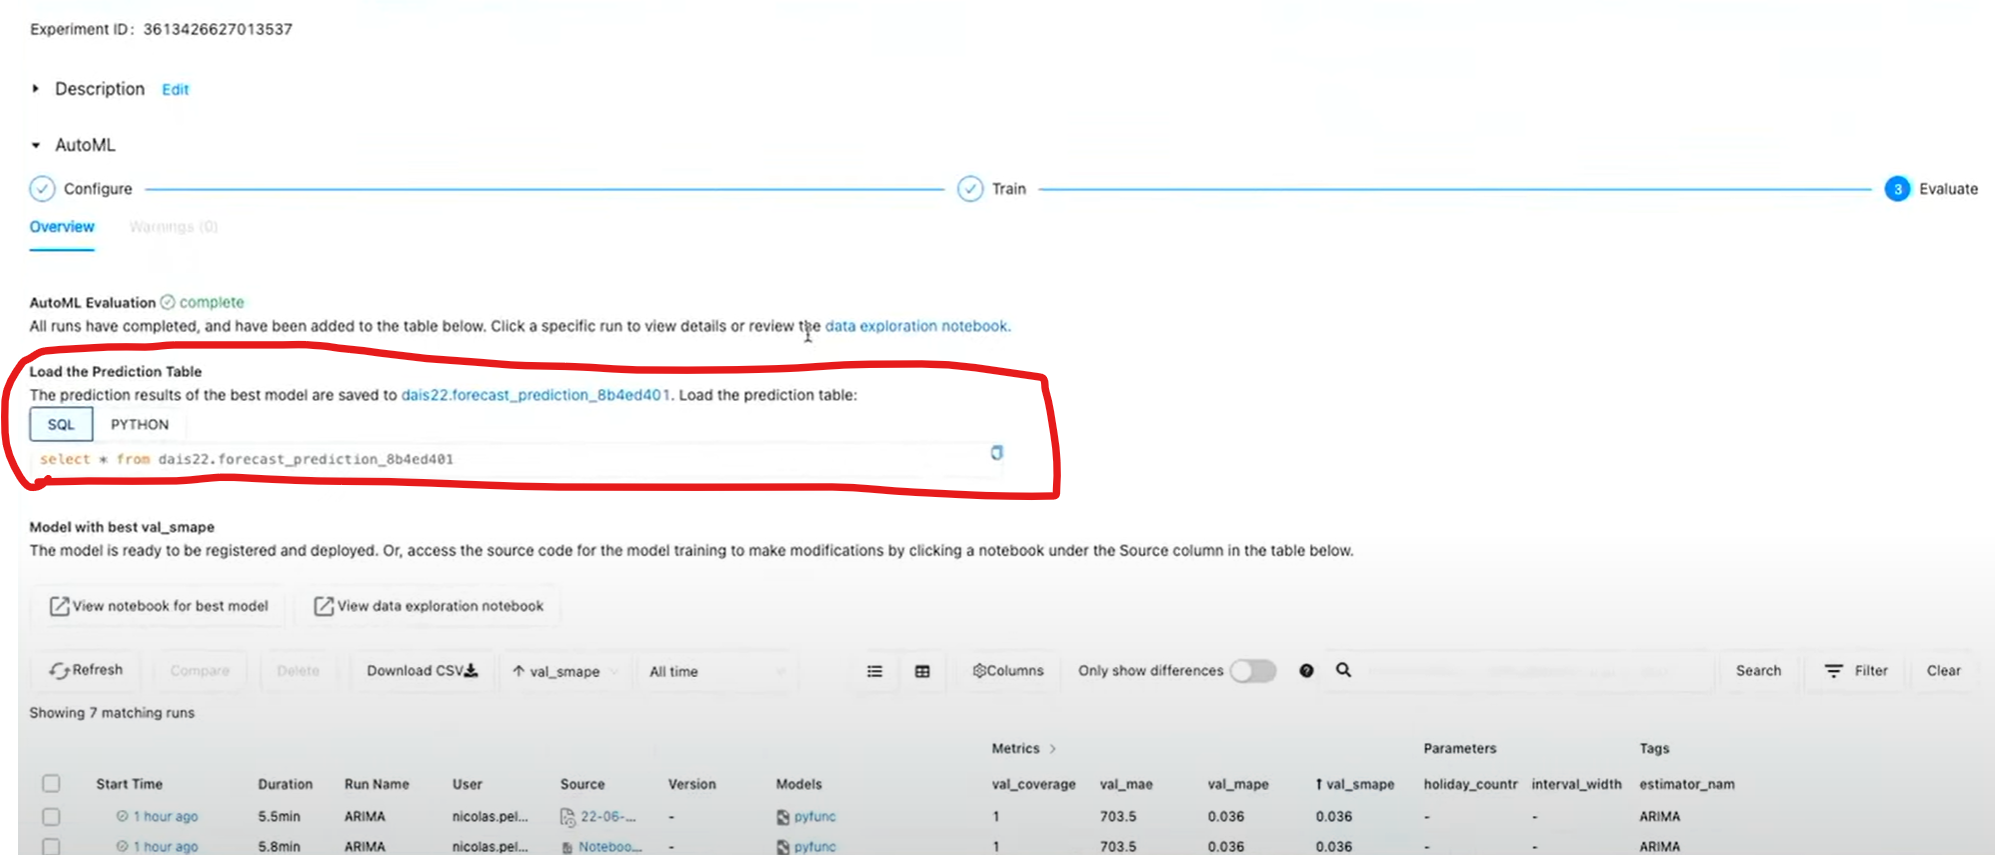 Experiment ID: 3613426627013537
Description Edit
AutoML
Configure Train 3 Evaluate
Overview Warnings (0)
AutoML Evaluation complete
All runs have completed, and have been added to the table below. Click a specific run to view details or review the data exploration notebook.
Load the Prediction Table
The prediction results of the best model are saved to dais22.forecast_prediction_8b4ed401. Load the prediction table:
SQL PYTHON
select * from dais22.forecast_prediction_8b4ed401
Model with best val_smape
The model is ready to be registered and deployed. Or, access the source code for the model training to make modifications by clicking a notebook under the Source column in the table below.
View notebook for best model View data exploration notebook
Refresh Compare Delete Download CSV ↑ val_smape All time Columns Only show differences ? Search Filter Clear
Showing 7 matching runs
Metrics > Parameters Tags
Start Time Duration Run Name User Source Version Models val_coverage val_mae val_mape ↑ val_smape holiday_countr interval_width estimator_nam
1 hour ago 5.5min ARIMA nicolas.pel... 22-06-... - pyfunc 1 703.5 0.036 0.036 - - ARIMA
1 hour ago 5.8min ARIMA nicolas.pel... Noteboo... - pyfunc 1 703.5 0.036 0.036 - - ARIMA